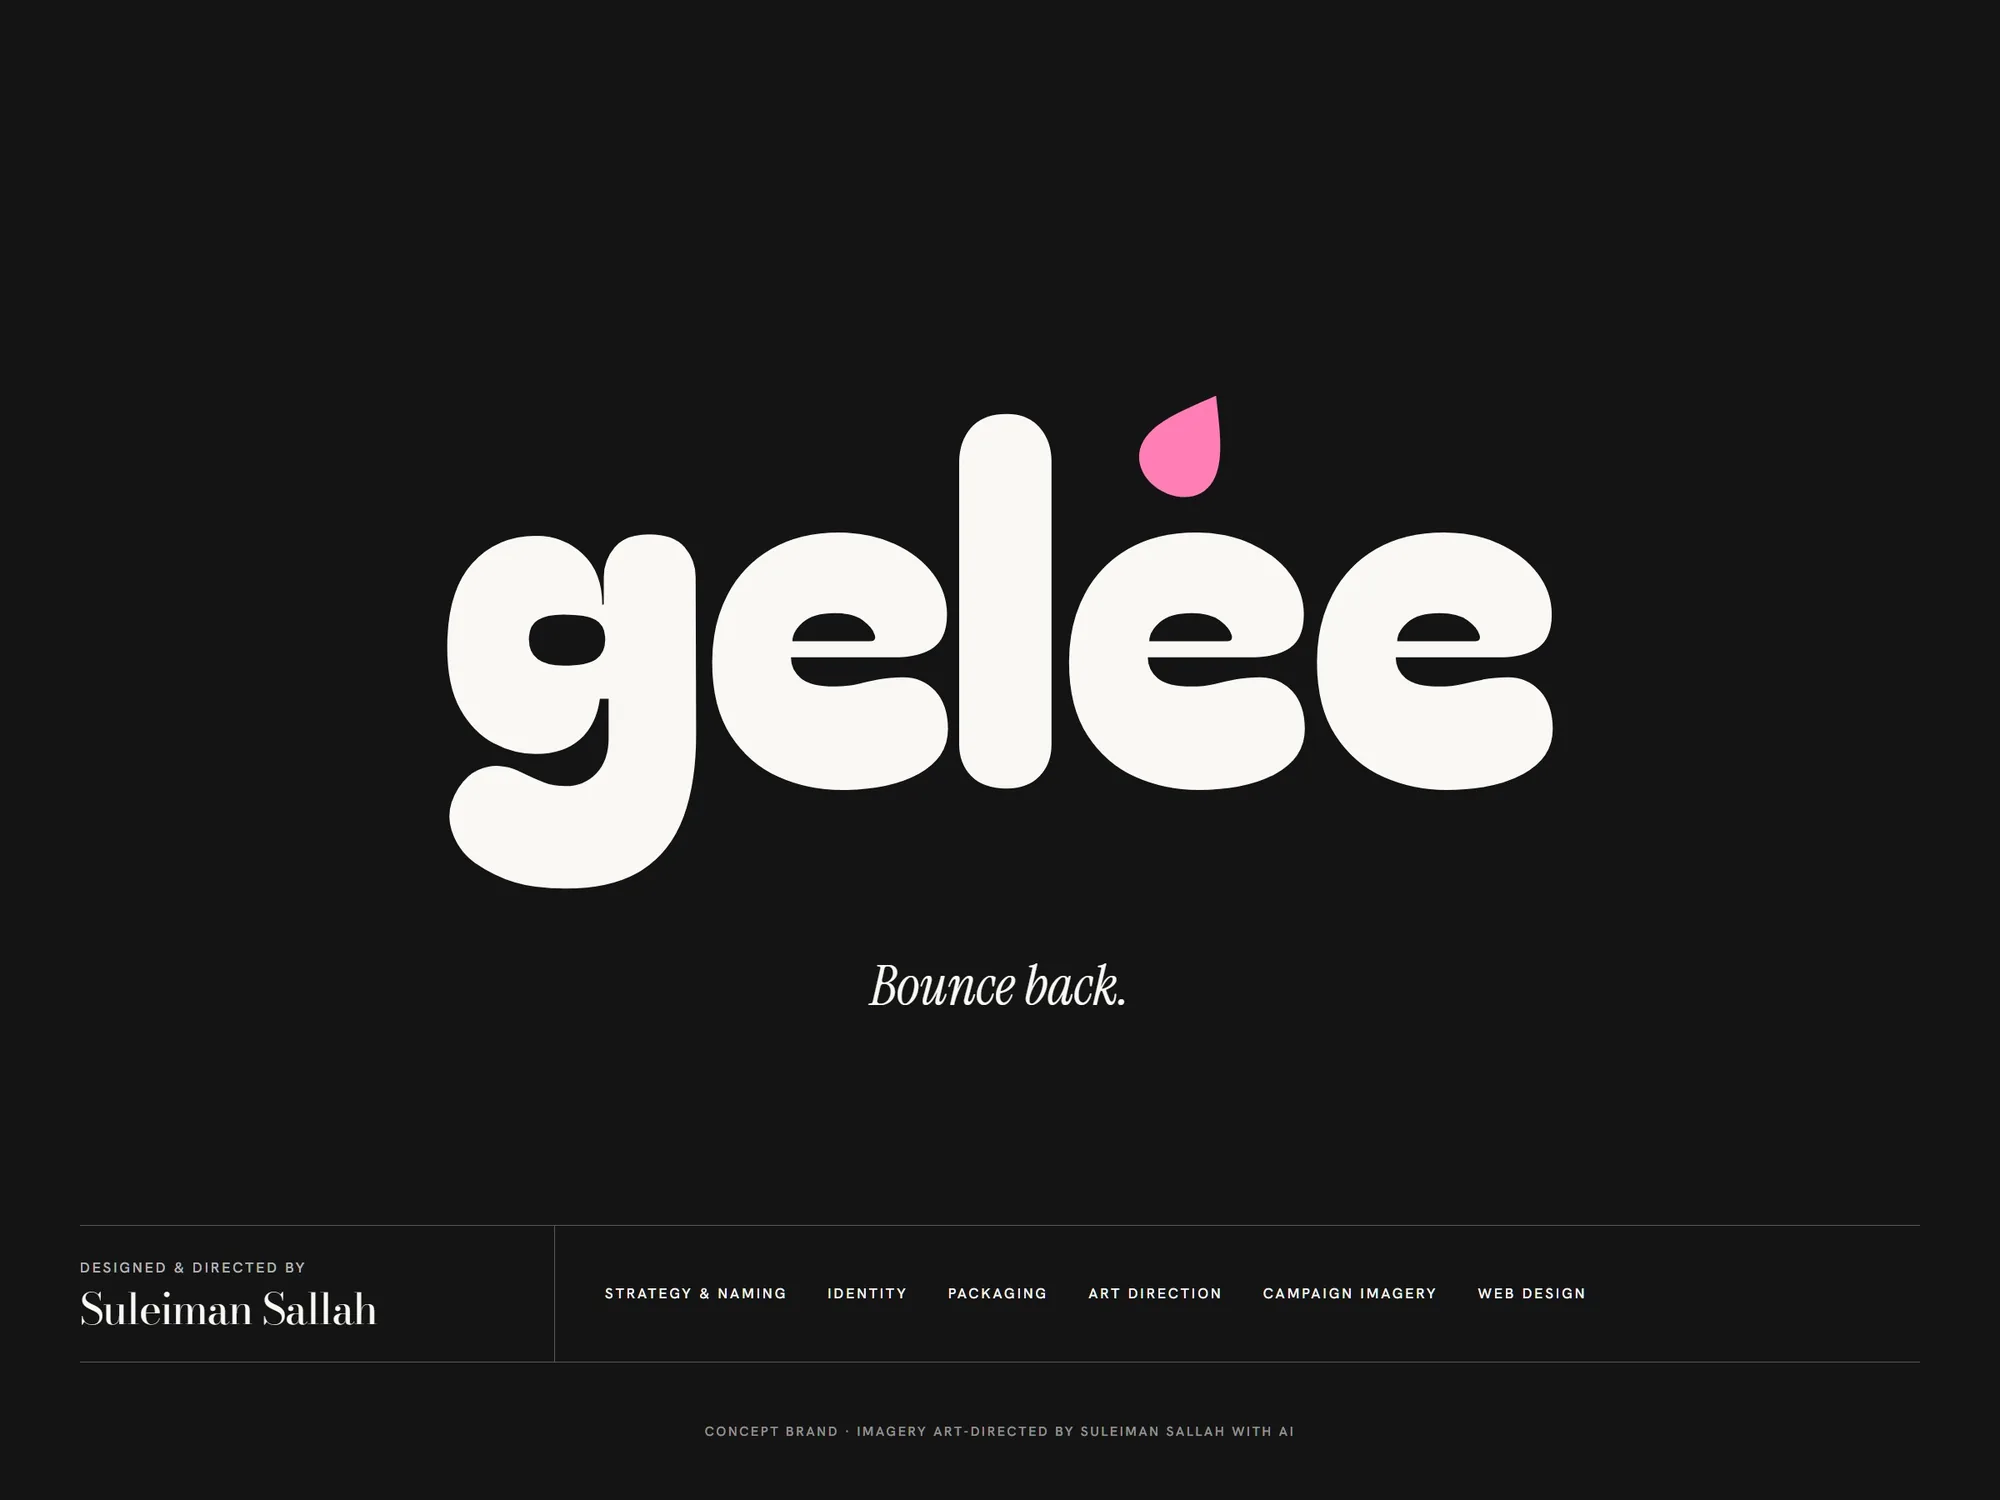 gelée
Bounce back.
DESIGNED & DIRECTED BY
Suleiman Sallah
STRATEGY & NAMING IDENTITY PACKAGING ART DIRECTION CAMPAIGN IMAGERY WEB DESIGN
CONCEPT BRAND · IMAGERY ART-DIRECTED BY SULEIMAN SALLAH WITH AI